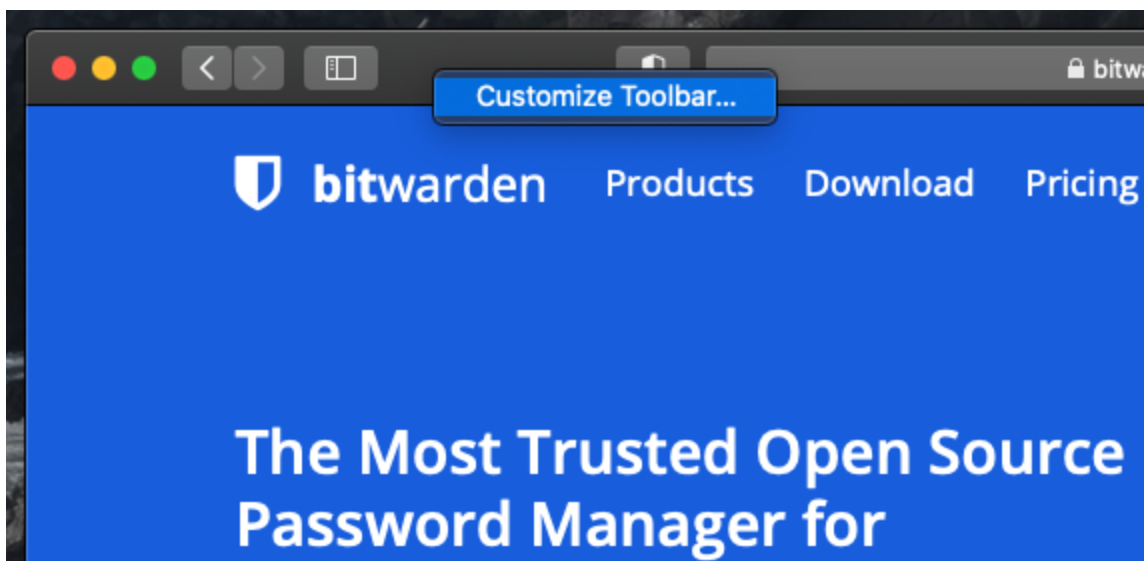 bitwa
Customize Toolbar...
bitwarden Products Download Pricing
The Most Trusted Open Source
Password Manager for